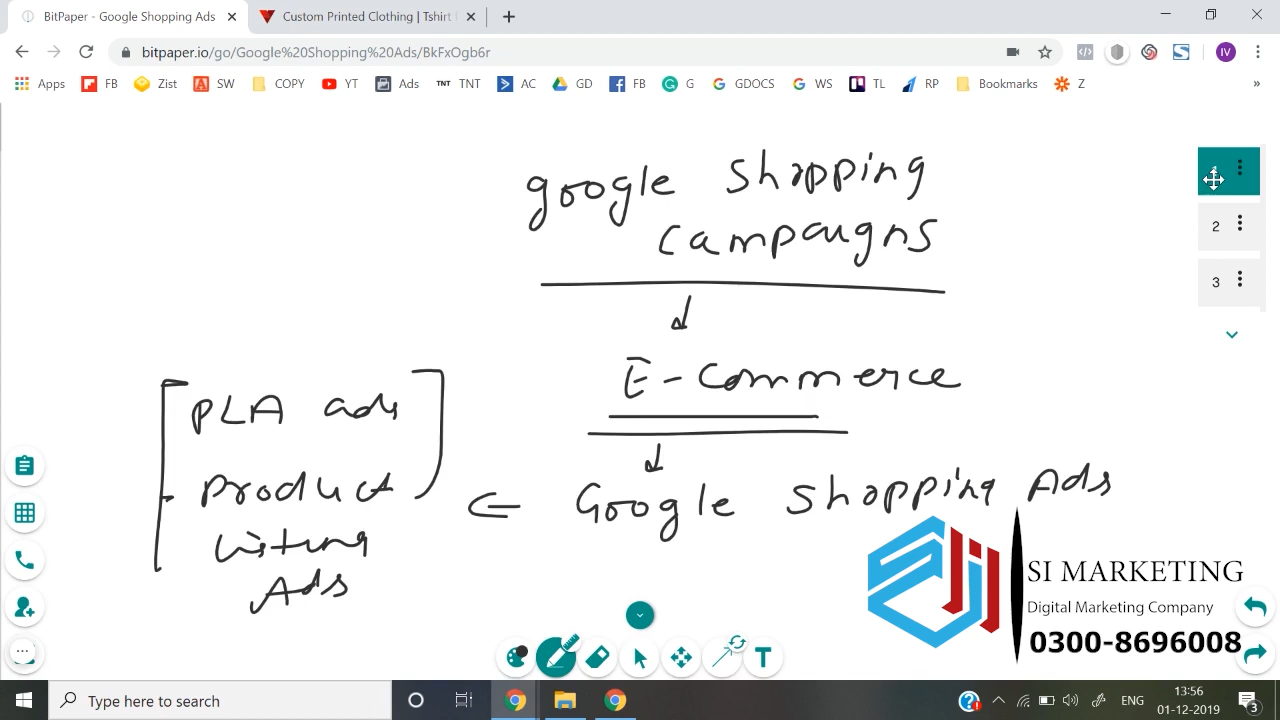 BitPaper - Google Shopping Ads
Custom Printed Clothing | Tshirt
bitpaper.io/go/Google%20Shopping%20Ads/BkFxOgb6r
IV
Apps FB Zist SW COPY YT Ads TNT TNT AC GD FB G GDOCS WS TL RP Bookmarks Z
google shopping
campaigns
2
3
E-commerce
PLA ads
Product
Listing
Ads
Google Shopping Ads
SI MARKETING
Digital Marketing Company
0300-8696008
T
Type here to search
ENG
13:56
01-12-2019
3